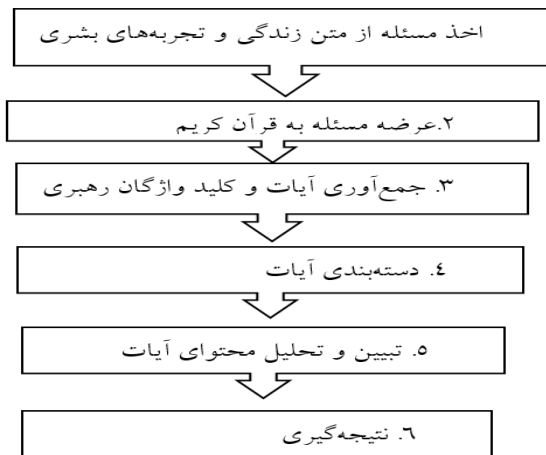 اخذ مسئله از متن زندگی و تجربه‌های بشری
۲.عرضه مسئله به قرآن کریم
۳. جمع‌آوری آیات و کلید واژگان رهبری
٤. دسته‌بندی آیات
٥. تبیین و تحلیل محتوای آیات
٦. نتیجه‌گیری